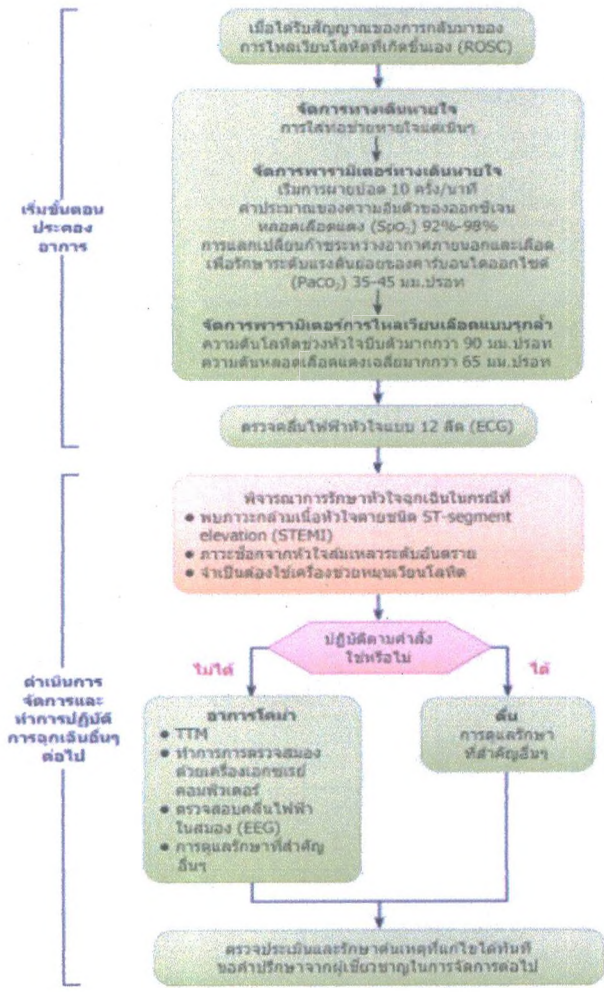 เมื่อได้รับสัญญาณของการกลับมาของ
การไหลเวียนโลหิตที่เกิดขึ้นเอง (ROSC)
จัดการทางเดินหายใจ
การใส่ท่อช่วยหายใจแต่เนิ่นๆ
จัดการพารามิเตอร์ทางเดินหายใจ
เริ่มการผายปอด 10 ครั้ง/นาที
ค่าประมาณของความอิ่มตัวของออกซิเจน
หลอดเลือดแดง (SpO₂) 92%-98%
การแลกเปลี่ยนก๊าซระหว่างอากาศภายนอกและเลือด
เพื่อรักษาระดับแรงดันย่อยของคาร์บอนไดออกไซด์
(PaCO₂) 35-45 มม.ปรอท
จัดการพารามิเตอร์การไหลเวียนเลือดแบบรุกล้ำ
ความดันโลหิตช่วงหัวใจบีบตัวมากกว่า 90 มม.ปรอท
ความดันหลอดเลือดแดงเฉลี่ยมากกว่า 65 มม.ปรอท
เริ่มขั้นตอน
ประคอง
อาการ
ตรวจคลื่นไฟฟ้าหัวใจแบบ 12 ลีด (ECG)
พิจารณาการรักษาหัวใจฉุกเฉินในกรณีที่
● พบภาวะกล้ามเนื้อหัวใจตายชนิด ST-segment
elevation (STEMI)
● ภาวะช็อกจากหัวใจล้มเหลวระดับอันตราย
● จำเป็นต้องใช้เครื่องช่วยหมุนเวียนโลหิต
ปฏิบัติตามคำสั่ง
ใช่หรือไม่
ไม่ได้
ได้
ดำเนินการ
จัดการและ
ทำการปฏิบัติ
การฉุกเฉินอื่นๆ
ต่อไป
อาการโคม่า
● TTM
● ทำการการตรวจสมอง
ด้วยเครื่องเอกซเรย์
คอมพิวเตอร์
● ตรวจสอบคลื่นไฟฟ้า
ในสมอง (EEG)
● การดูแลรักษาที่สำคัญ
อื่นๆ
ตื่น
การดูแลรักษา
ที่สำคัญอื่นๆ
ตรวจประเมินและรักษาต้นเหตุที่แก้ไขได้ทันที
ขอคำปรึกษาจากผู้เชี่ยวชาญในการจัดการต่อไป